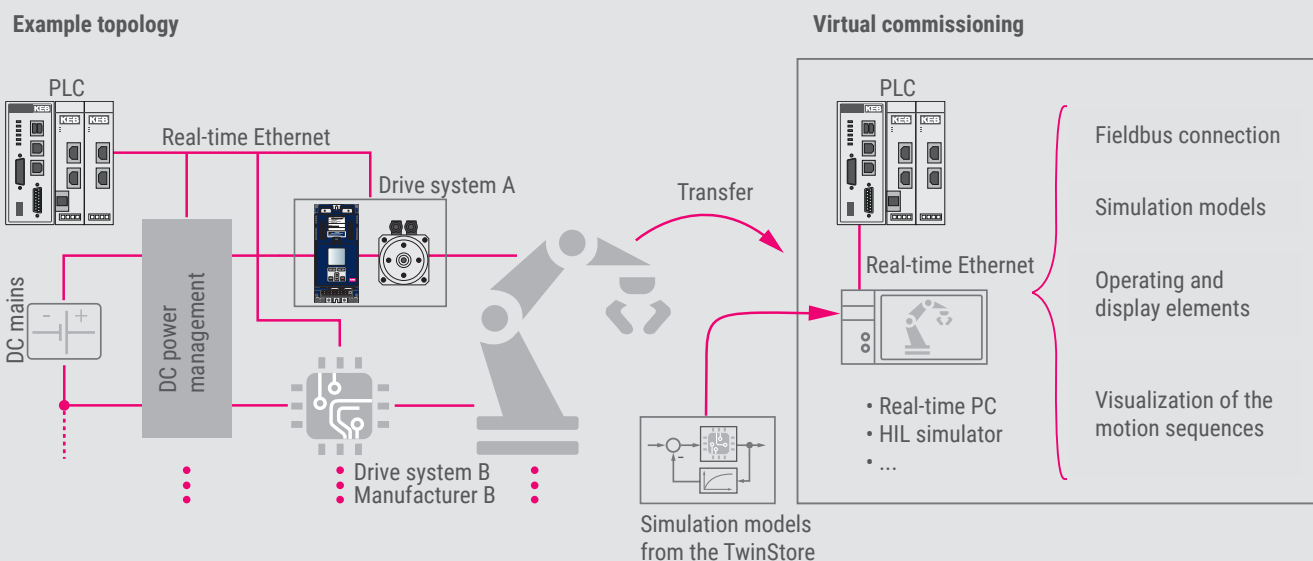 Example topology
PLC
KEB
KEB
KEB
Real-time Ethernet
Drive system A
DC mains
DC power
management
Drive system B
Manufacturer B
Transfer
Simulation models
from the TwinStore
Virtual commissioning
PLC
KEB
KEB
KEB
Real-time Ethernet
• Real-time PC
• HIL simulator
• ...
Fieldbus connection
Simulation models
Operating and
display elements
Visualization of the
motion sequences